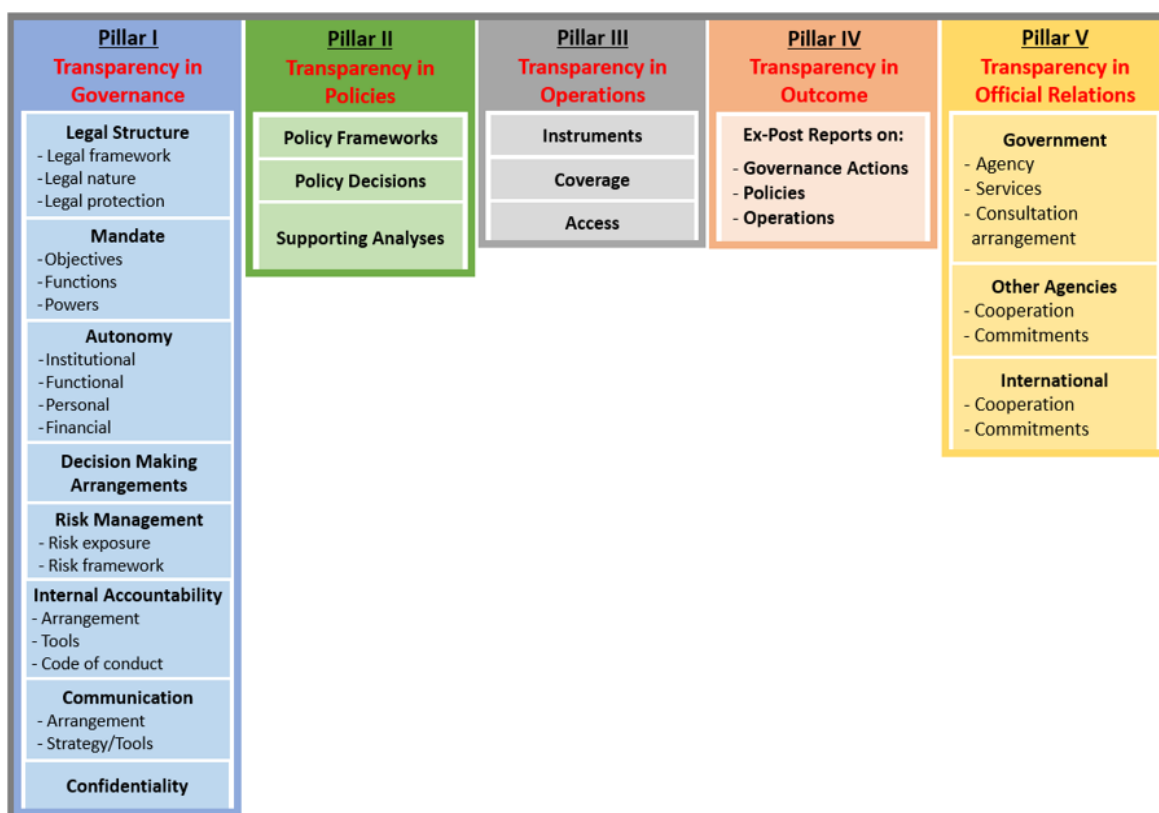 Pillar I
Transparency in
Governance
Legal Structure
- Legal framework
- Legal nature
- Legal protection
Mandate
- Objectives
- Functions
- Powers
Autonomy
- Institutional
- Functional
- Personal
- Financial
Decision Making
Arrangements
Risk Management
- Risk exposure
- Risk framework
Internal Accountability
- Arrangement
- Tools
- Code of conduct
Communication
- Arrangement
- Strategy/Tools
Confidentiality
Pillar II
Transparency in
Policies
Policy Frameworks
Policy Decisions
Supporting Analyses
Pillar III
Transparency in
Operations
Instruments
Coverage
Access
Pillar IV
Transparency in
Outcome
Ex-Post Reports on:
- Governance Actions
- Policies
- Operations
Pillar V
Transparency in
Official Relations
Government
- Agency
- Services
- Consultation
arrangement
Other Agencies
- Cooperation
- Commitments
International
- Cooperation
- Commitments